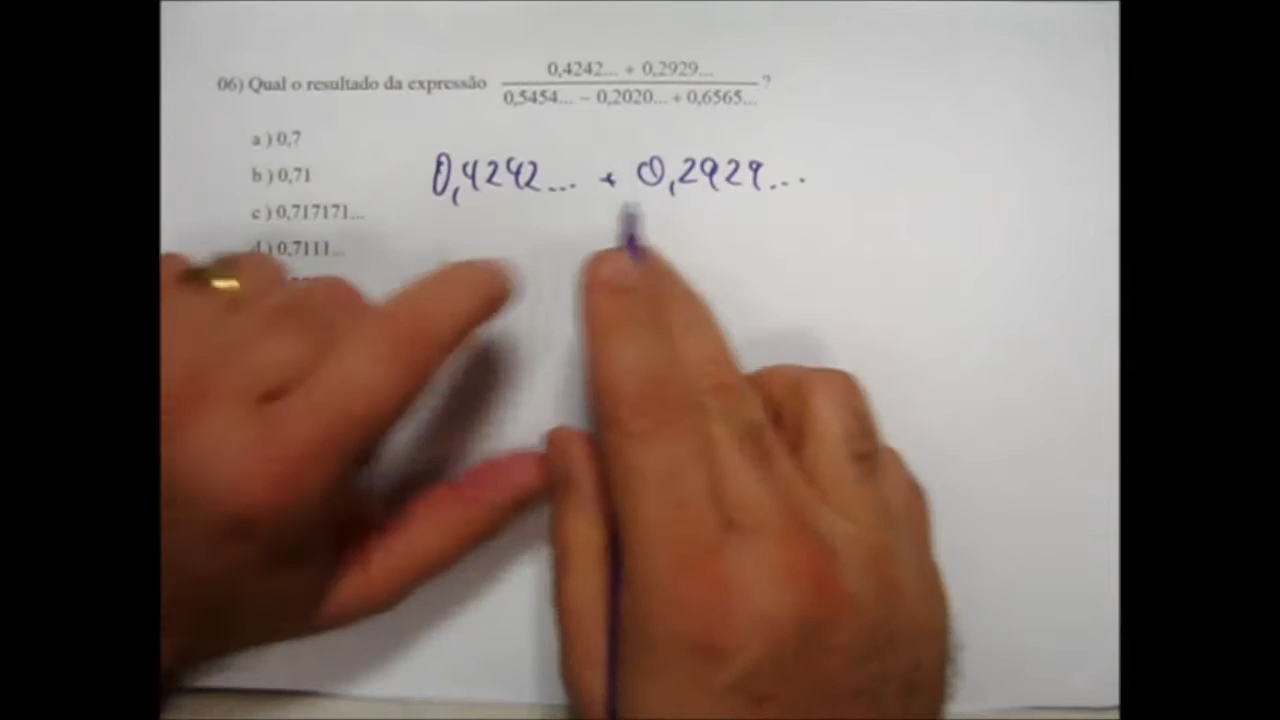 06) Qual o resultado da expressão
0,4242... + 0,2929...
0,5454... − 0,2020... + 0,6565...
?
a ) 0,7
b ) 0,71
c ) 0,717171...
d ) 0,7111...
0,4242... + 0,2929...